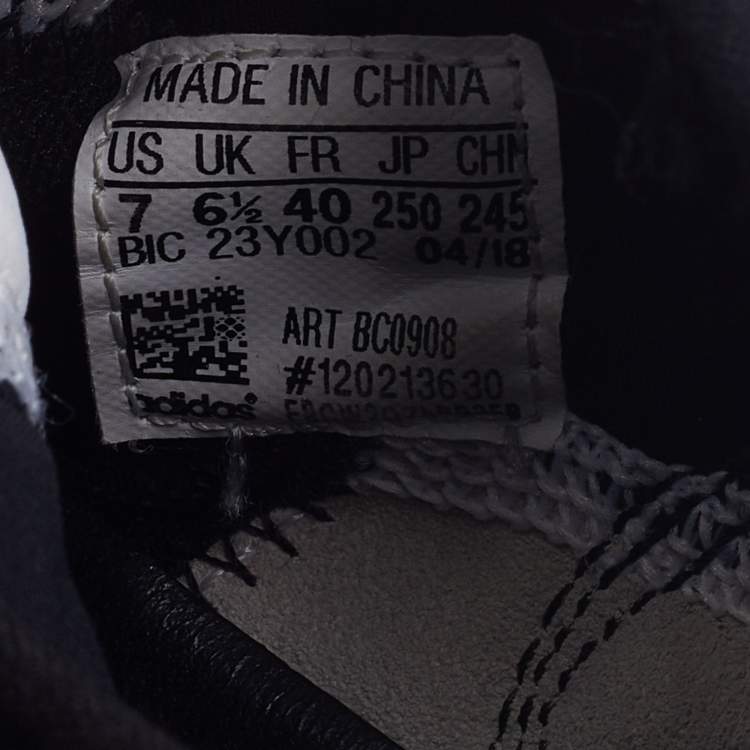 MADE IN CHINA
US UK FR JP CHN
7 6½ 40 250 245
BIC 23Y002 04/18
ART BC0908
#120213630
adidas®